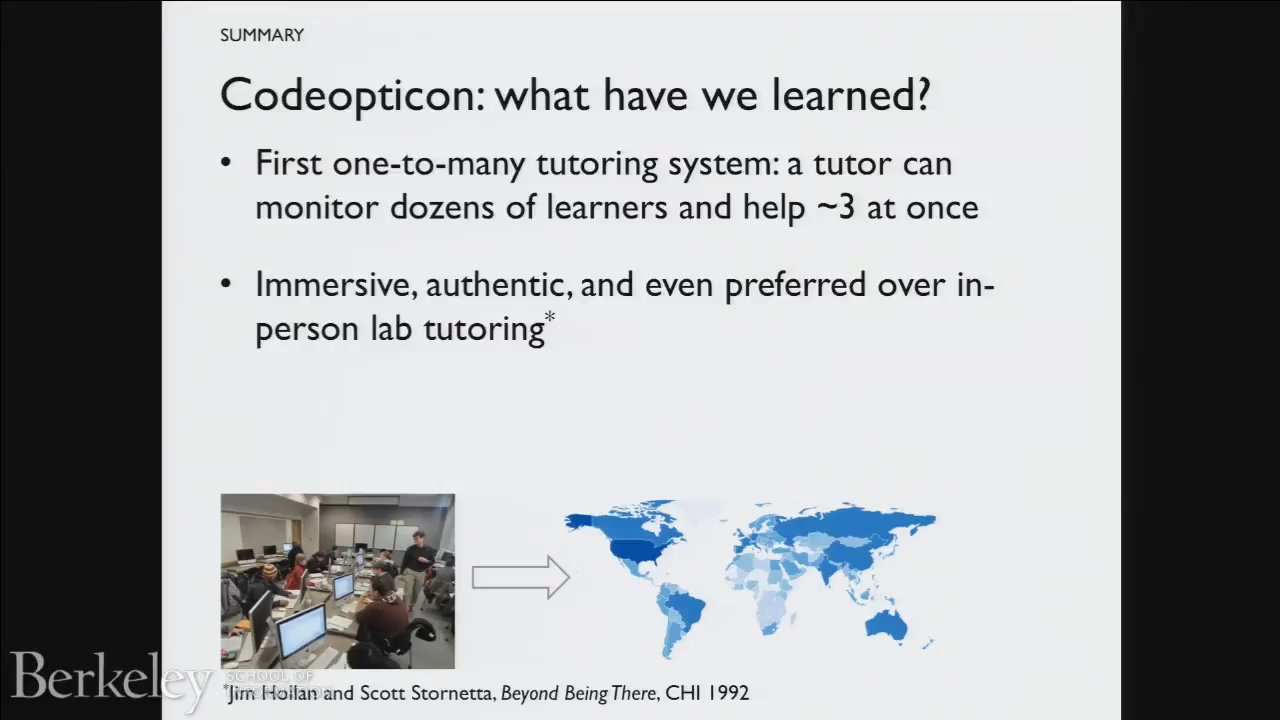 SUMMARY
Codeopticon: what have we learned?
• First one-to-many tutoring system: a tutor can
monitor dozens of learners and help ~3 at once
• Immersive, authentic, and even preferred over in-
person lab tutoring*
Berkeley SCHOOL OF
INFORMATION
*Jim Hollan and Scott Stornetta, Beyond Being There, CHI 1992